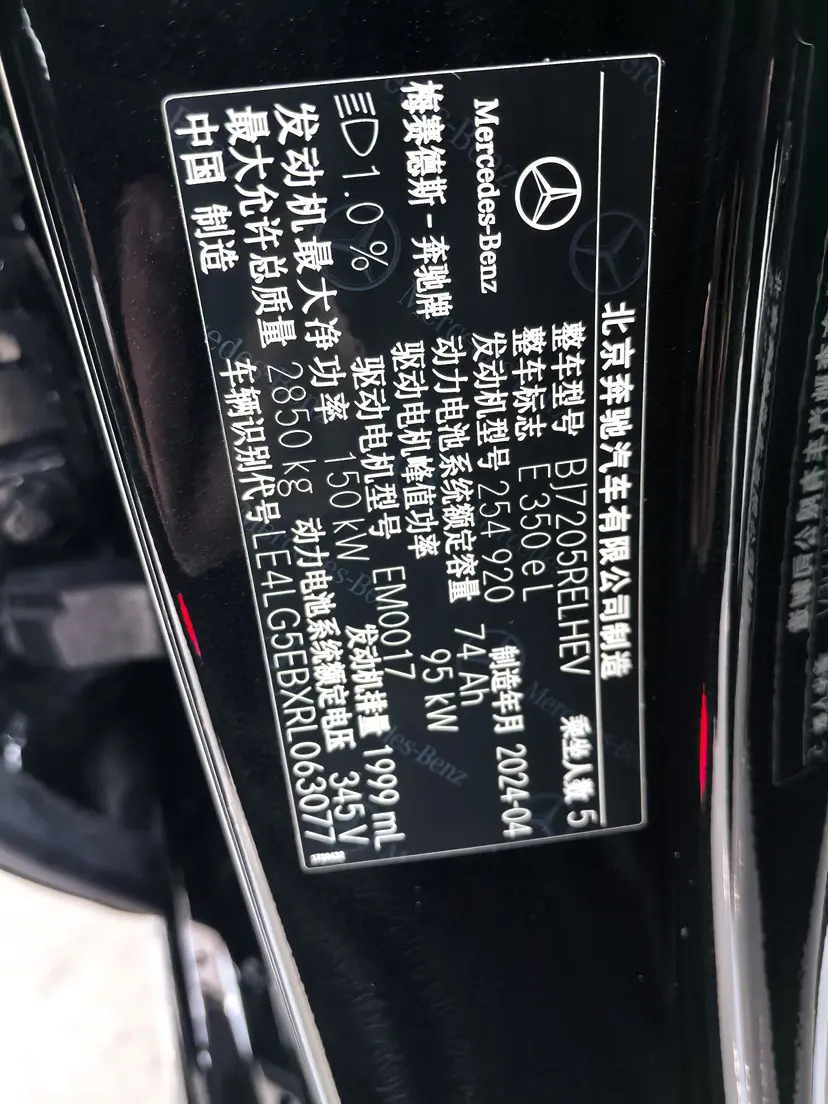 北京奔驰汽车有限公司制造
Mercedes-Benz
整车型号 BJ7205RELHEV 乘坐人数 5
整车标志 E 350 e L
发动机型号 254 920 制造年月 2024-04
动力电池系统额定容量 74 Ah
梅赛德斯-奔驰牌 驱动电机峰值功率 95 kW
驱动电机型号 EM0017 发动机排量 1999 mL
1.0 %
发动机最大净功率 150 kW 动力电池系统额定电压 345 V
最大允许总质量 2850 kg
中国 制造 车辆识别代号 LE4LG5EBXRL063077